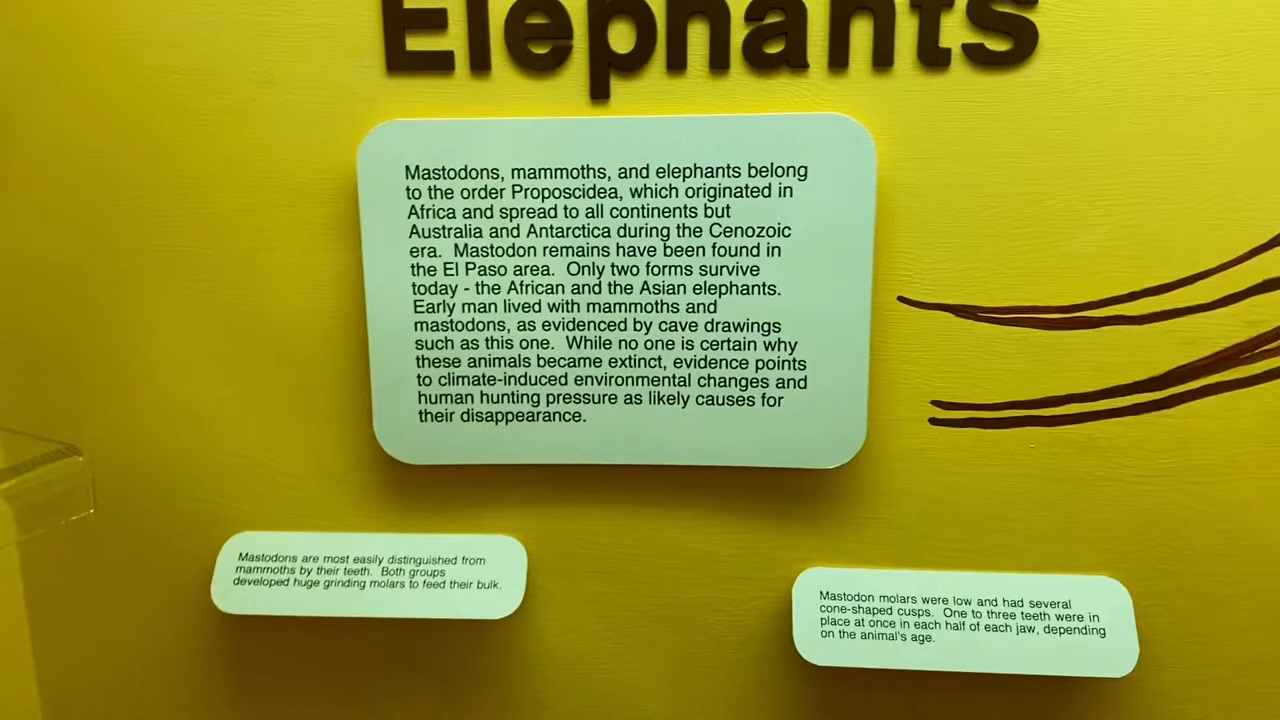 Elephants
Mastodons, mammoths, and elephants belong
to the order Proposcidea, which originated in
Africa and spread to all continents but
Australia and Antarctica during the Cenozoic
era. Mastodon remains have been found in
the El Paso area. Only two forms survive
today - the African and the Asian elephants.
Early man lived with mammoths and
mastodons, as evidenced by cave drawings
such as this one. While no one is certain why
these animals became extinct, evidence points
to climate-induced environmental changes and
human hunting pressure as likely causes for
their disappearance.
Mastodons are most easily distinguished from
mammoths by their teeth. Both groups
developed huge grinding molars to feed their bulk.
Mastodon molars were low and had several
cone-shaped cusps. One to three teeth were in
place at once in each half of each jaw, depending
on the animal's age.